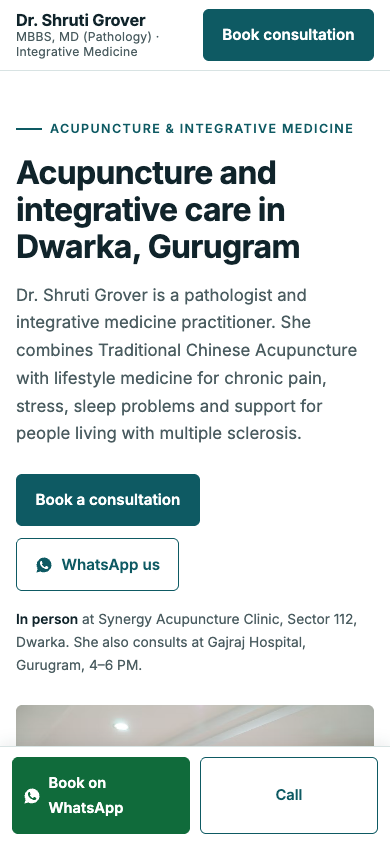 Dr. Shruti Grover
MBBS, MD (Pathology) ·
Integrative Medicine
Book consultation
ACUPUNCTURE & INTEGRATIVE MEDICINE
Acupuncture and
integrative care in
Dwarka, Gurugram
Dr. Shruti Grover is a pathologist and
integrative medicine practitioner. She
combines Traditional Chinese Acupuncture
with lifestyle medicine for chronic pain,
stress, sleep problems and support for
people living with multiple sclerosis.
Book a consultation
WhatsApp us
In person at Synergy Acupuncture Clinic, Sector 112,
Dwarka. She also consults at Gajraj Hospital,
Gurugram, 4–6 PM.
Book on
WhatsApp
Call